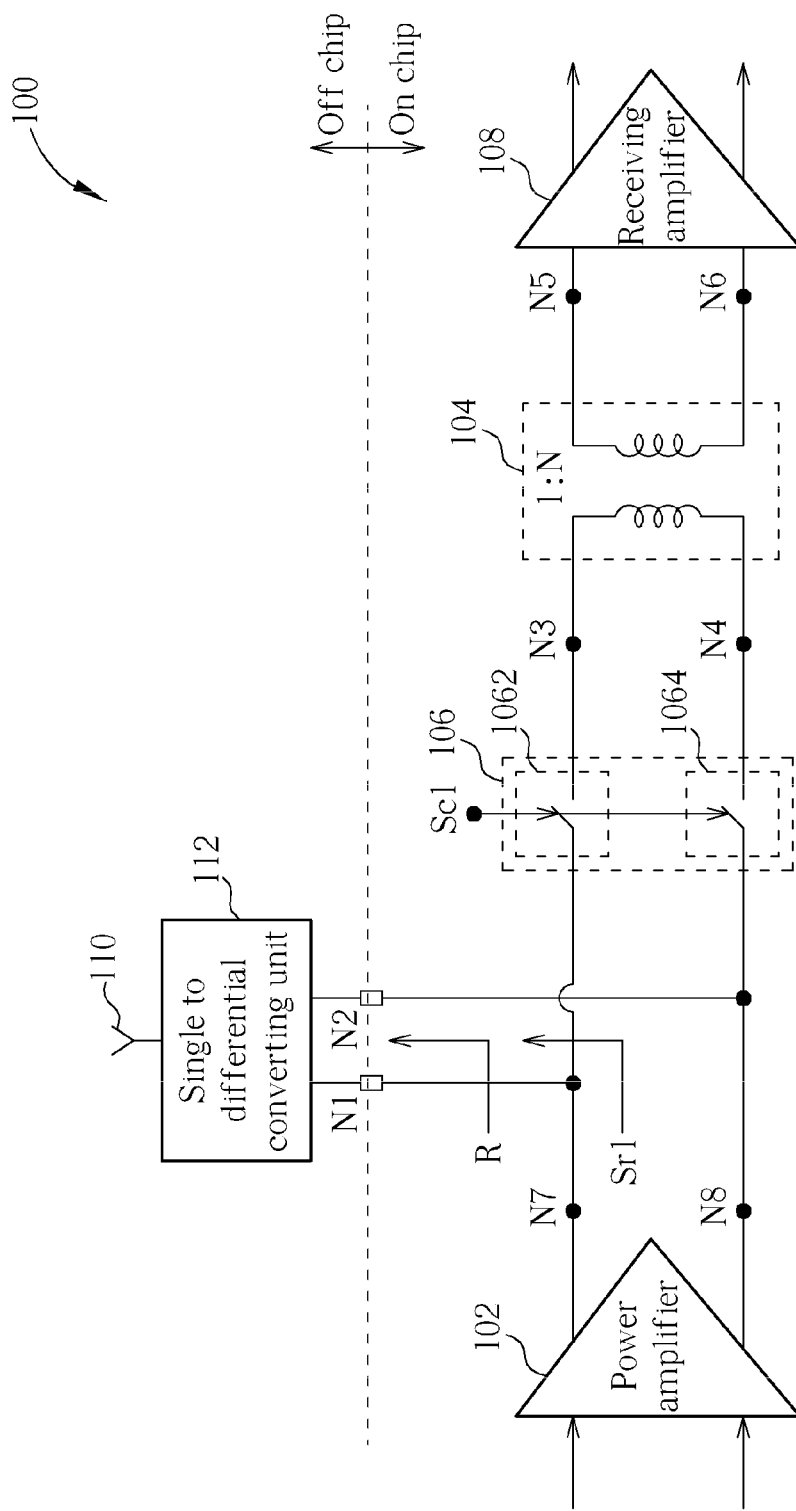 100
110
112
Single to
differential
converting unit
Off chip
On chip
N1
N2
R
Sr1
Sc1
106
1062
1064
104
1:N
108
Receiving
amplifier
N5
N6
N3
N4
N7
N8
102
Power
amplifier